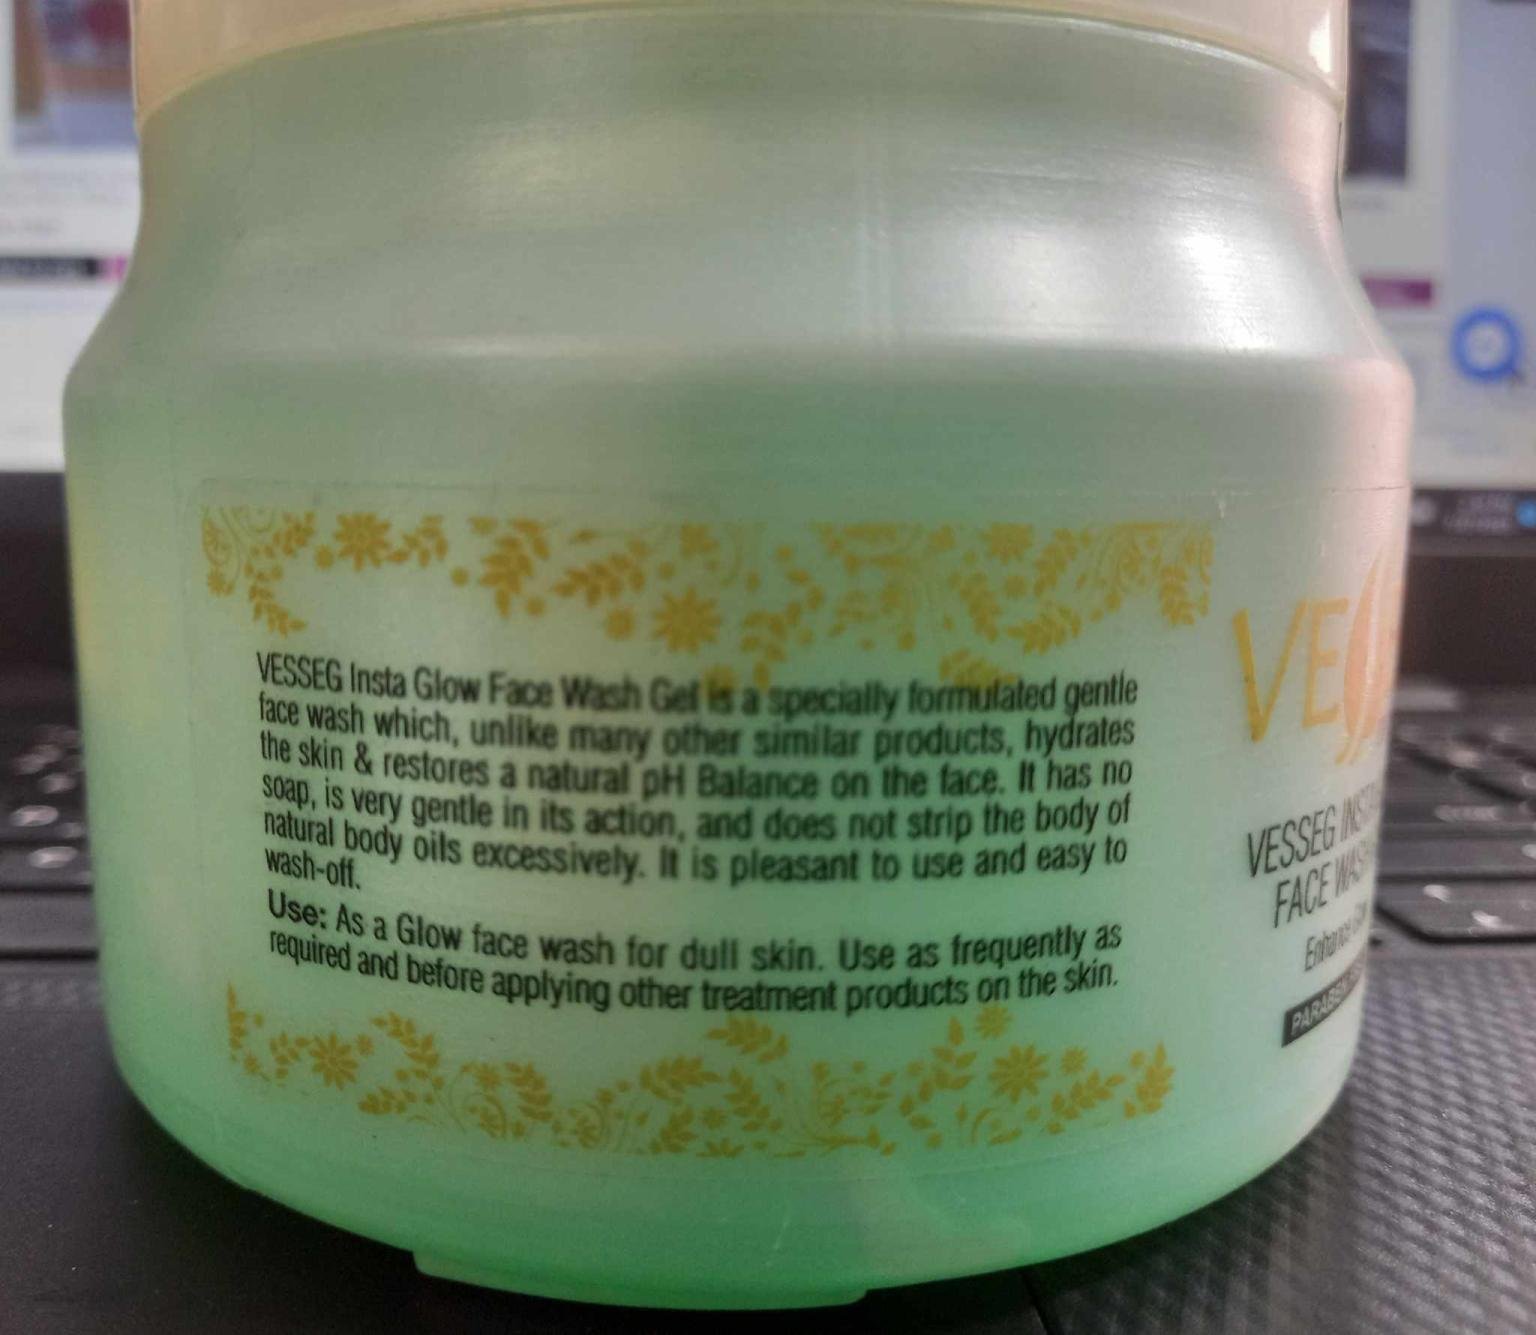 VESSEG Insta Glow Face Wash Gel is a specially formulated gentle
face wash which, unlike many other similar products, hydrates
the skin & restores a natural pH Balance on the face. It has no
soap, is very gentle in its action, and does not strip the body of
natural body oils excessively. It is pleasant to use and easy to
wash-off.
Use: As a Glow face wash for dull skin. Use as frequently as
required and before applying other treatment products on the skin.
VE
VESSEG INSTA
FACE WASH
Enhance